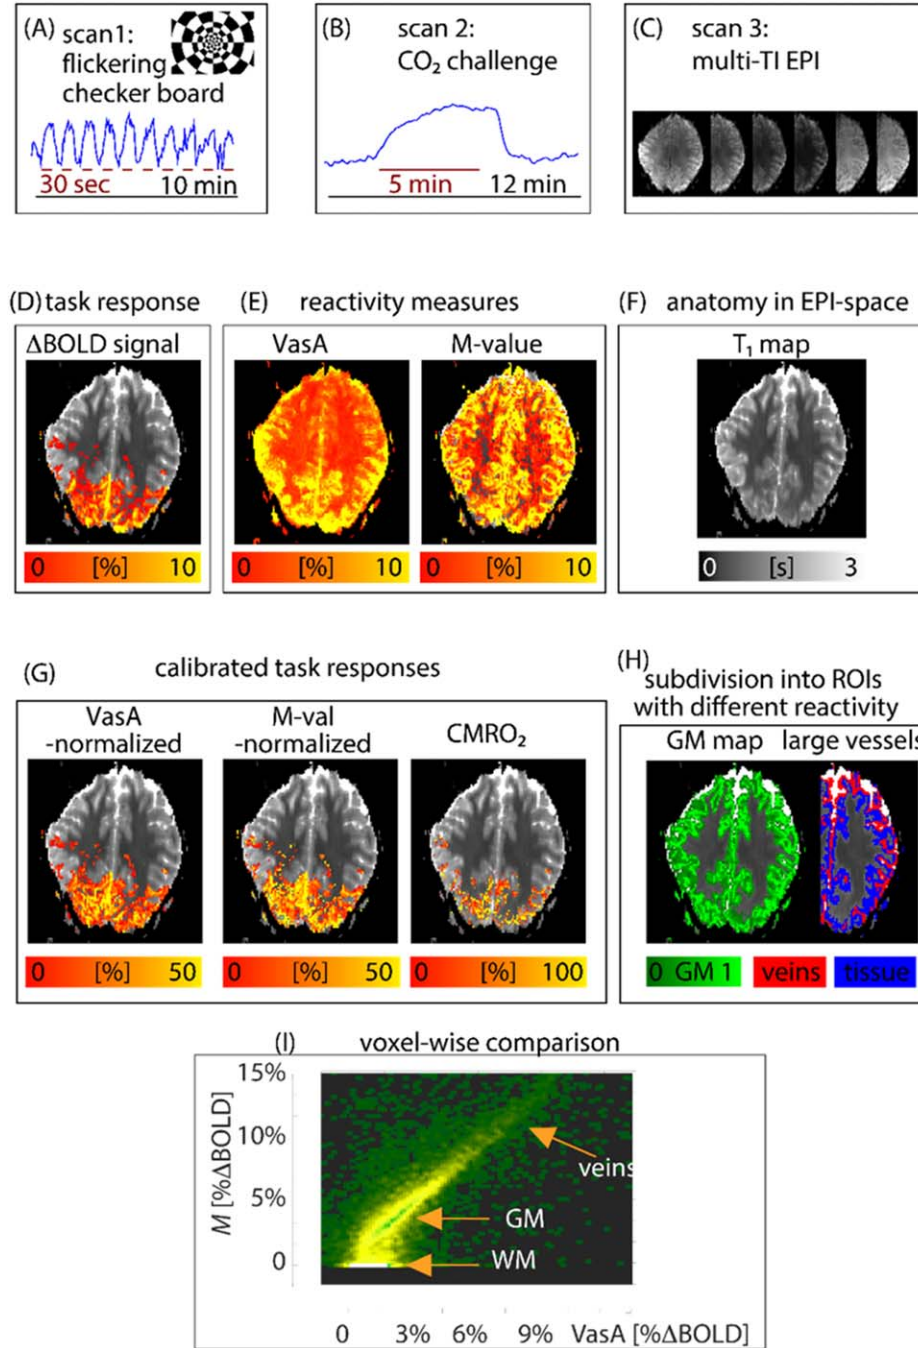 (A) scan1:
flickering
checker board
30 sec
10 min
(B) scan 2:
CO₂ challenge
5 min
12 min
(C) scan 3:
multi-TI EPI
(D) task response
ΔBOLD signal
0 [%] 10
(E) reactivity measures
VasA M-value
0 [%] 10 0 [%] 10
(F) anatomy in EPI-space
T₁ map
0 [s] 3
(G) calibrated task responses
VasA
-normalized
M-val
-normalized
CMRO₂
0 [%] 50 0 [%] 50 0 [%] 100
(H)
subdivision into ROIs
with different reactivity
GM map large vessels
0 GM 1 veins tissue
(I) voxel-wise comparison
M [%ΔBOLD]
15%
10%
5%
0
veins
GM
WM
0 3% 6% 9% VasA [%ΔBOLD]